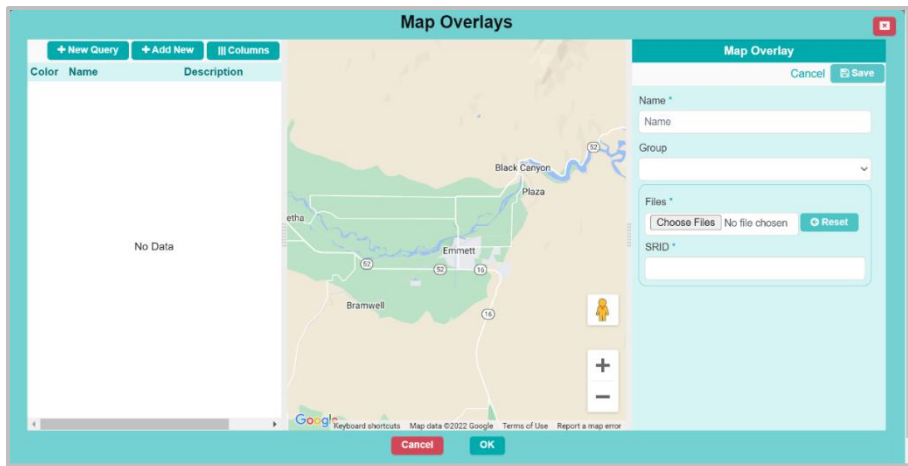 Map Overlays
+ New Query + Add New Columns
Color Name Description
No Data
52
Black Canyon
Plaza
etha
Emmett
52
52
16
Bramwell
16
Google
Keyboard shortcuts Map data ©2022 Google Terms of Use Report a map error
Map Overlay
Cancel Save
Name *
Name
Group
Files *
Choose Files No file chosen Reset
SRID *
Cancel OK